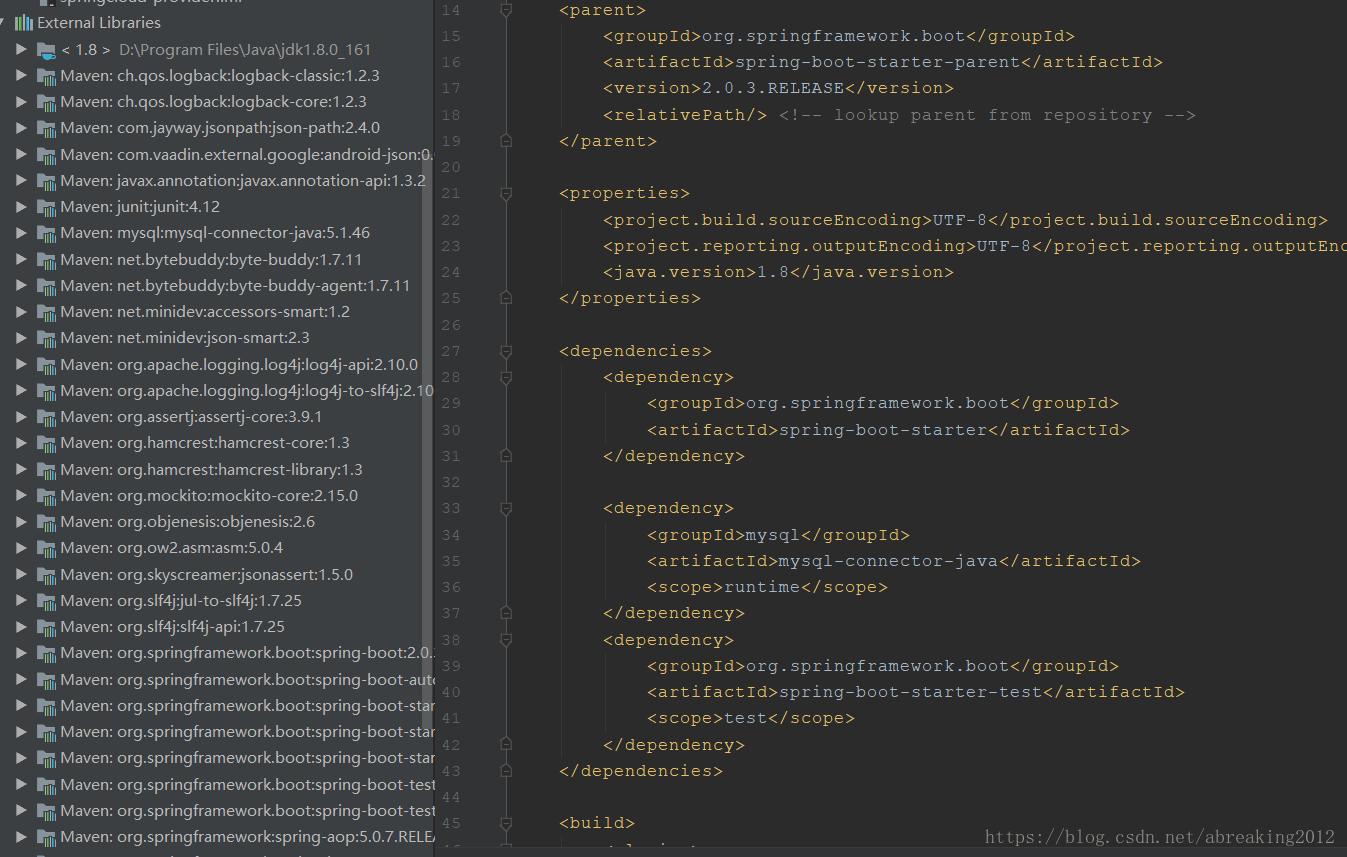 springcloud-provider.iml
External Libraries
< 1.8 > D:\Program Files\Java\jdk1.8.0_161
Maven: ch.qos.logback:logback-classic:1.2.3
Maven: ch.qos.logback:logback-core:1.2.3
Maven: com.jayway.jsonpath:json-path:2.4.0
Maven: com.vaadin.external.google:android-json:0.
Maven: javax.annotation:javax.annotation-api:1.3.2
Maven: junit:junit:4.12
Maven: mysql:mysql-connector-java:5.1.46
Maven: net.bytebuddy:byte-buddy:1.7.11
Maven: net.bytebuddy:byte-buddy-agent:1.7.11
Maven: net.minidev:accessors-smart:1.2
Maven: net.minidev:json-smart:2.3
Maven: org.apache.logging.log4j:log4j-api:2.10.0
Maven: org.apache.logging.log4j:log4j-to-slf4j:2.10
Maven: org.assertj:assertj-core:3.9.1
Maven: org.hamcrest:hamcrest-core:1.3
Maven: org.hamcrest:hamcrest-library:1.3
Maven: org.mockito:mockito-core:2.15.0
Maven: org.objenesis:objenesis:2.6
Maven: org.ow2.asm:asm:5.0.4
Maven: org.skyscreamer:jsonassert:1.5.0
Maven: org.slf4j:jul-to-slf4j:1.7.25
Maven: org.slf4j:slf4j-api:1.7.25
Maven: org.springframework.boot:spring-boot:2.0.
Maven: org.springframework.boot:spring-boot-aut
Maven: org.springframework.boot:spring-boot-star
Maven: org.springframework.boot:spring-boot-star
Maven: org.springframework.boot:spring-boot-star
Maven: org.springframework.boot:spring-boot-test
Maven: org.springframework.boot:spring-boot-test
Maven: org.springframework:spring-aop:5.0.7.RELEA
14 <parent>
15 <groupId>org.springframework.boot</groupId>
16 <artifactId>spring-boot-starter-parent</artifactId>
17 <version>2.0.3.RELEASE</version>
18 <relativePath/> <!-- lookup parent from repository -->
19 </parent>
20
21 <properties>
22 <project.build.sourceEncoding>UTF-8</project.build.sourceEncoding>
23 <project.reporting.outputEncoding>UTF-8</project.reporting.outputEnc
24 <java.version>1.8</java.version>
25 </properties>
26
27 <dependencies>
28 <dependency>
29 <groupId>org.springframework.boot</groupId>
30 <artifactId>spring-boot-starter</artifactId>
31 </dependency>
32
33 <dependency>
34 <groupId>mysql</groupId>
35 <artifactId>mysql-connector-java</artifactId>
36 <scope>runtime</scope>
37 </dependency>
38 <dependency>
39 <groupId>org.springframework.boot</groupId>
40 <artifactId>spring-boot-starter-test</artifactId>
41 <scope>test</scope>
42 </dependency>
43 </dependencies>
44
45 <build>
https://blog.csdn.net/abreaking2012